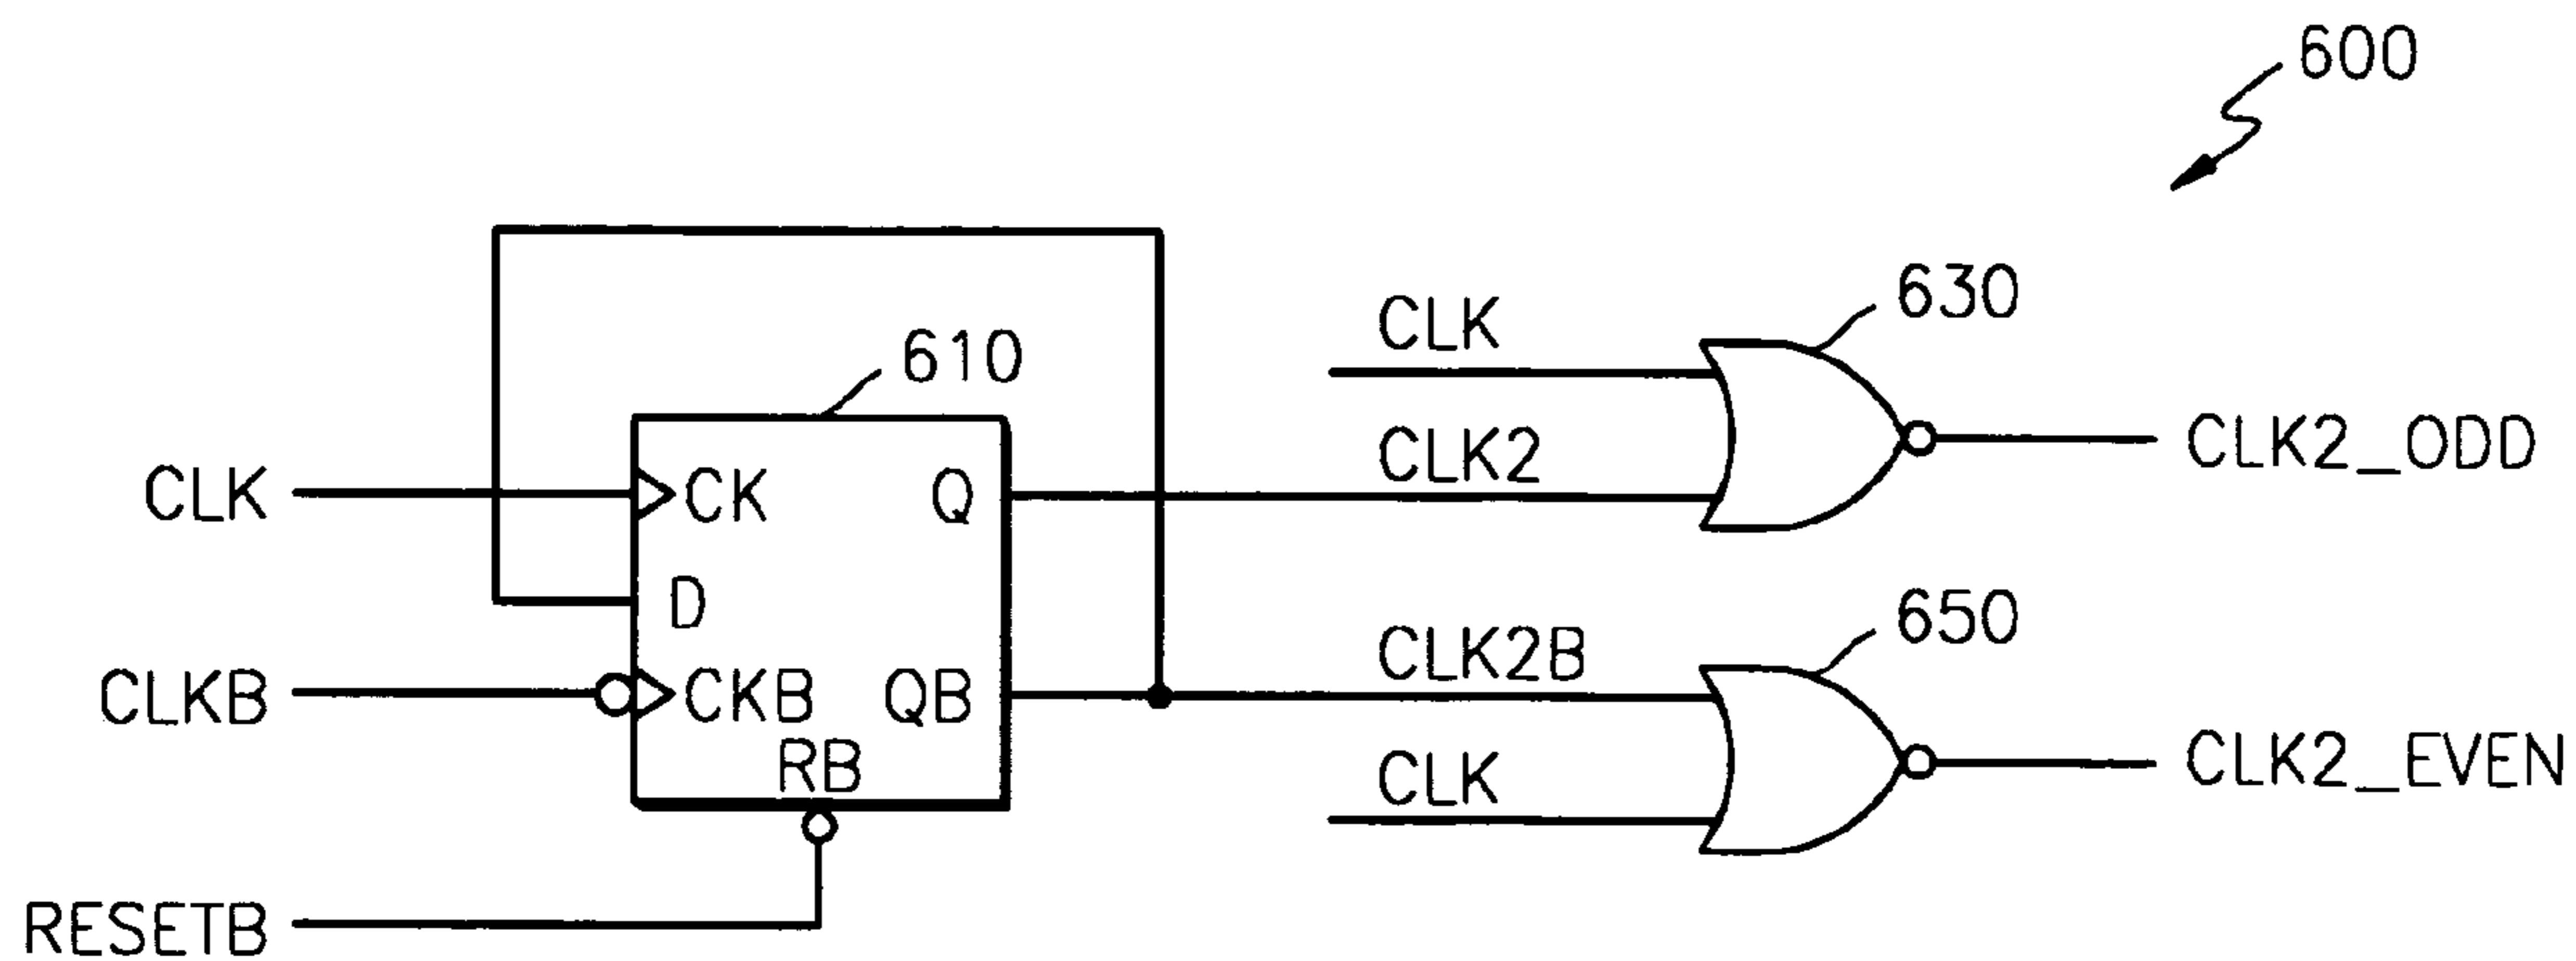 600
630
CLK
610
CLK2
CLK2_ODD
CLK
CK
Q
D
650
CLK2B
CLKB
CKB
QB
CLK
CLK2_EVEN
RB
RESETB